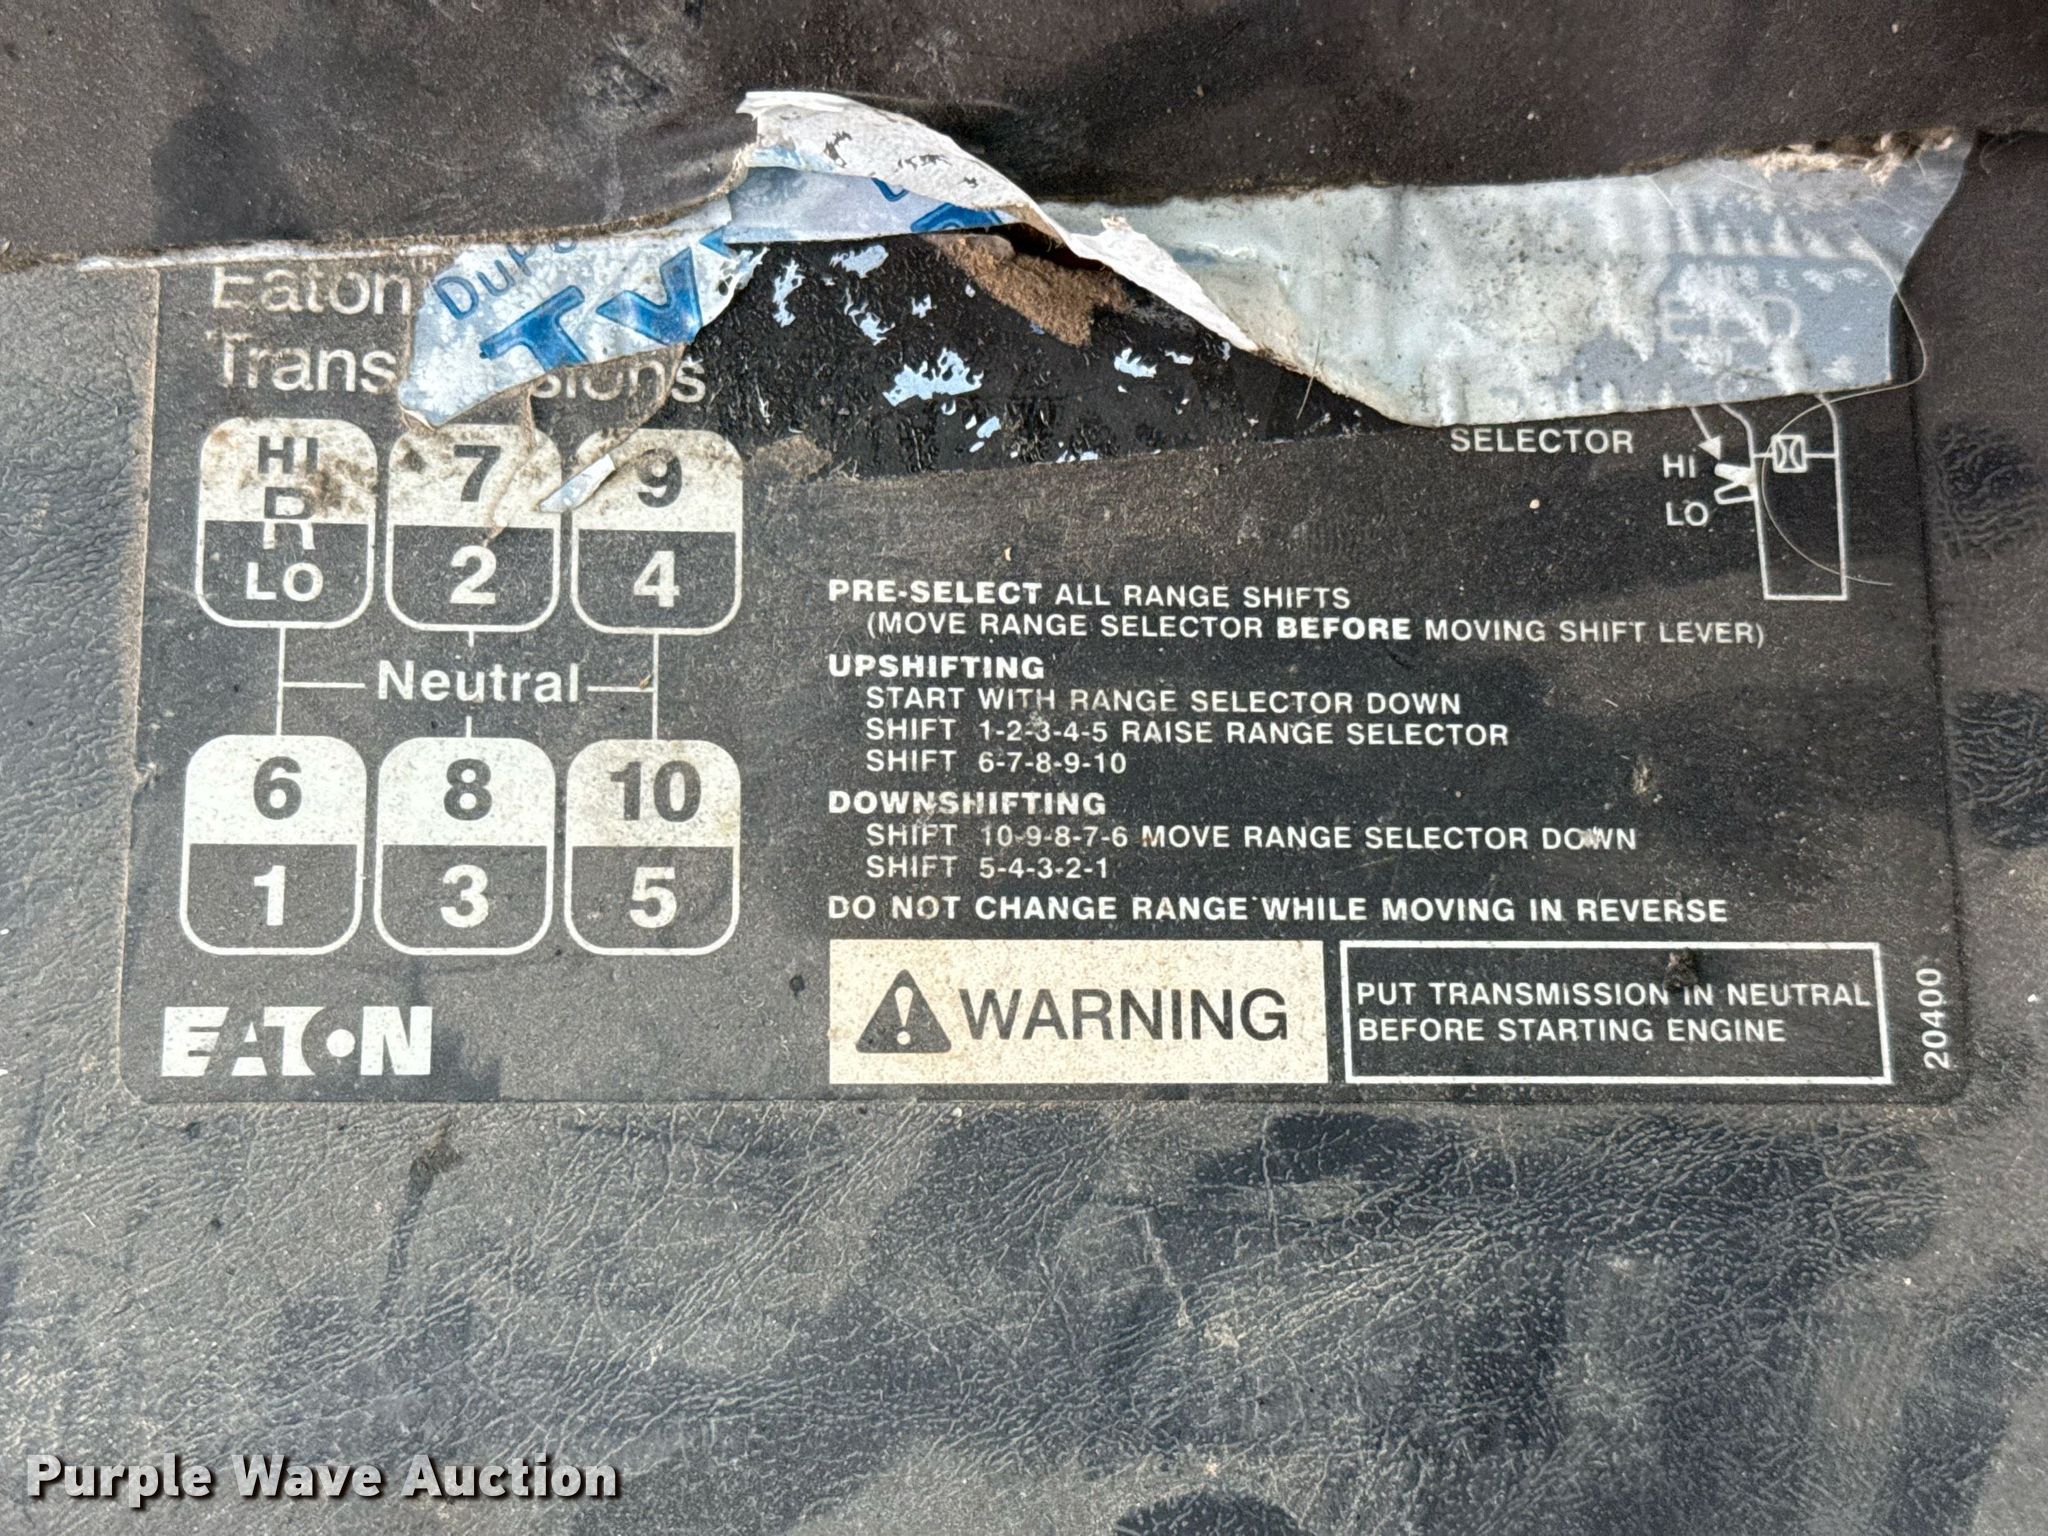 Eaton
HI 7 9
R
LO 2 4
Neutral
6 8 10
1 3 5
EATON
SELECTOR
HI
LO
PRE-SELECT ALL RANGE SHIFTS
(MOVE RANGE SELECTOR BEFORE MOVING SHIFT LEVER)
UPSHIFTING
START WITH RANGE SELECTOR DOWN
SHIFT 1-2-3-4-5 RAISE RANGE SELECTOR
SHIFT 6-7-8-9-10
DOWNSHIFTING
SHIFT 10-9-8-7-6 MOVE RANGE SELECTOR DOWN
SHIFT 5-4-3-2-1
DO NOT CHANGE RANGE WHILE MOVING IN REVERSE
WARNING
PUT TRANSMISSION IN NEUTRAL
BEFORE STARTING ENGINE
20400
Purple Wave Auction